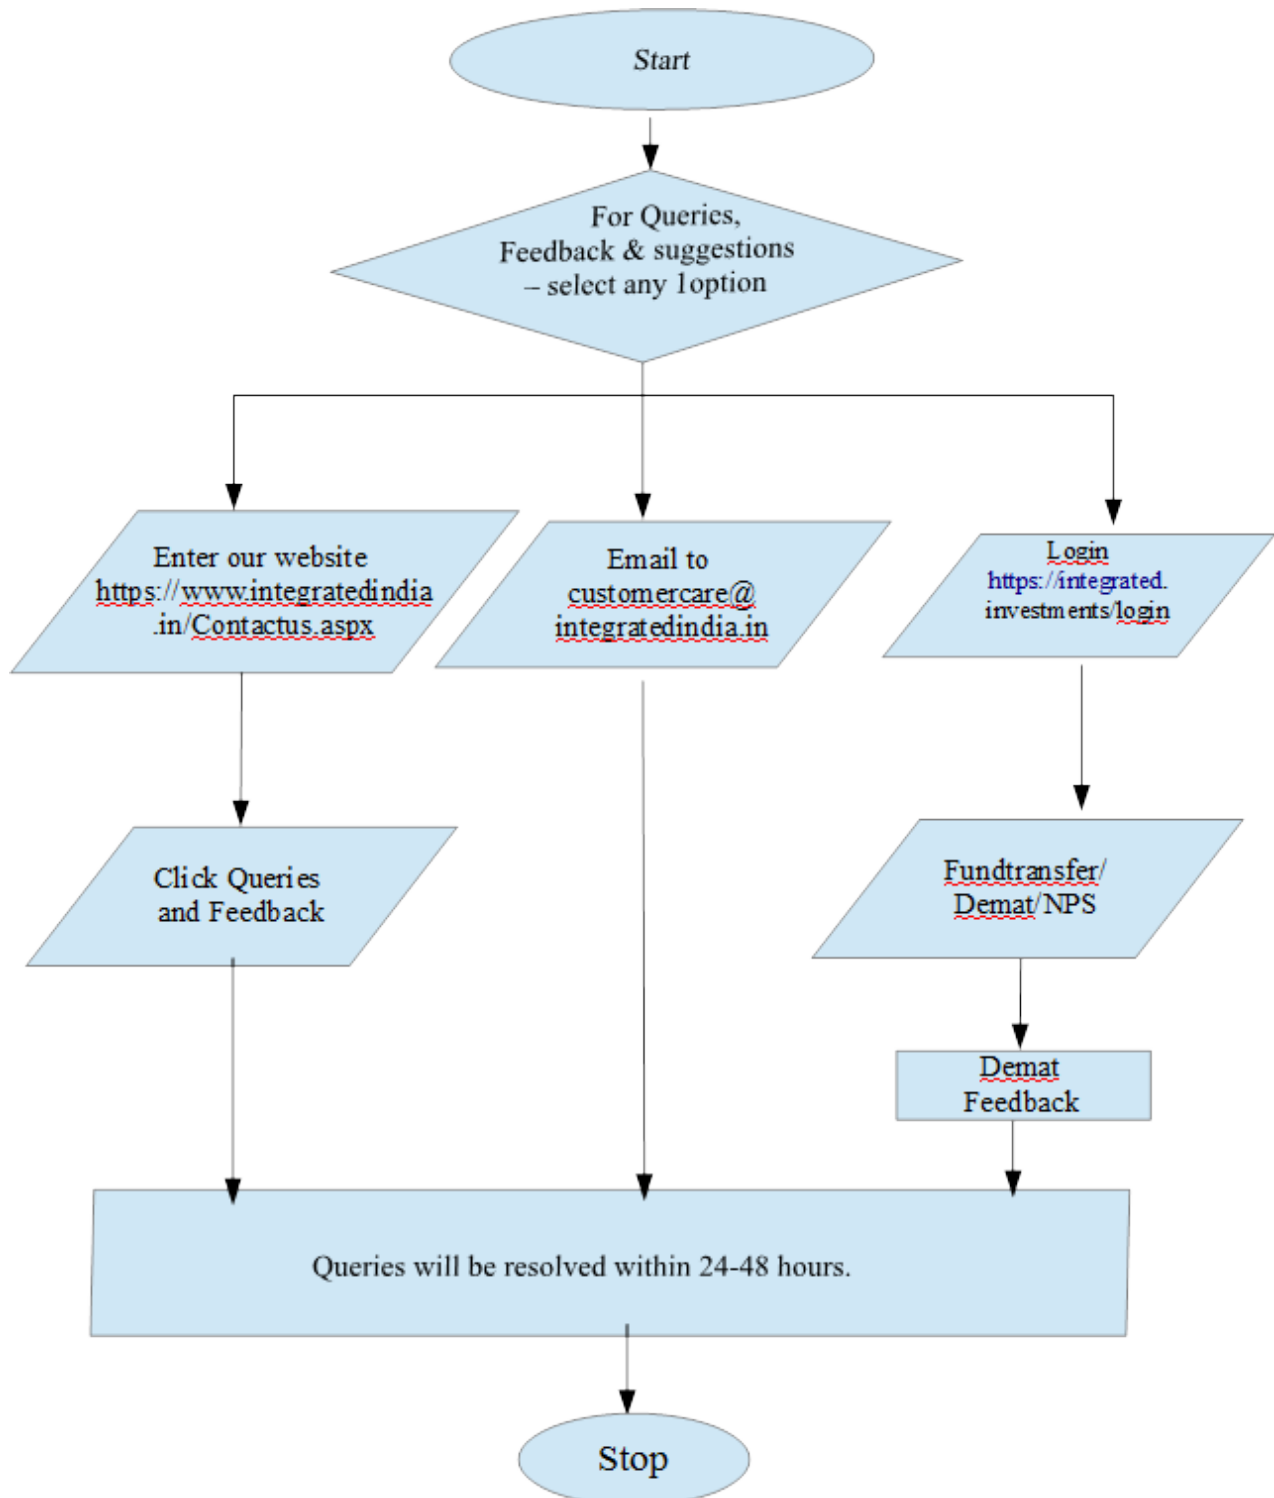 Start
For Queries,
Feedback & suggestions
– select any 1option
Enter our website
https://www.integratedindia
.in/Contactus.aspx
Email to
customercare@
integratedindia.in
Login
https://integrated.
investments/login
Click Queries
and Feedback
Fundtransfer/
Demat/NPS
Demat
Feedback
Queries will be resolved within 24-48 hours.
Stop